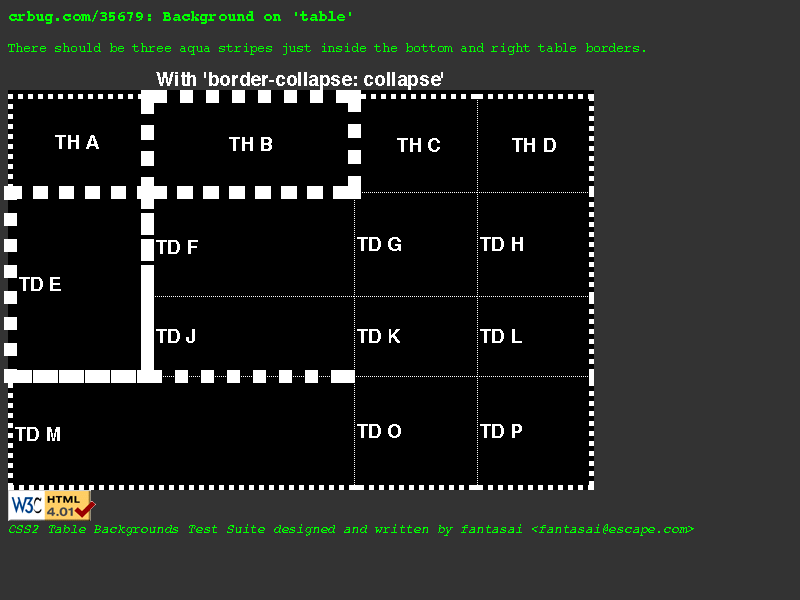 crbug.com/35679: Background on 'table'
There should be three aqua stripes just inside the bottom and right table borders.
With 'border-collapse: collapse'
TH A TH B TH C TH D
TD E TD F TD G TD H
TD J TD K TD L
TD M TD O TD P
W3C HTML 4.01
CSS2 Table Backgrounds Test Suite designed and written by fantasai <fantasai@escape.com>